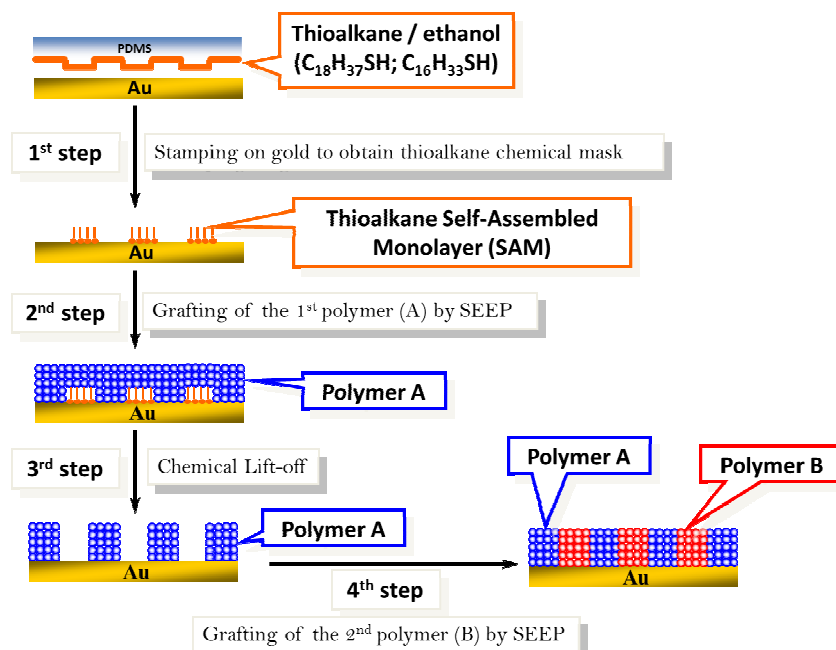 PDMS
Thioalkane / ethanol
(C₁₈H₃₇SH; C₁₆H₃₃SH)
Au
1ˢᵗ step
Stamping on gold to obtain thioalkane chemical mask
Thioalkane Self-Assembled
Monolayer (SAM)
Au
2ⁿᵈ step
Grafting of the 1ˢᵗ polymer (A) by SEEP
Polymer A
Au
3ʳᵈ step
Chemical Lift-off
Polymer A
Polymer B
Polymer A
Au
Au
4ᵗʰ step
Grafting of the 2ⁿᵈ polymer (B) by SEEP